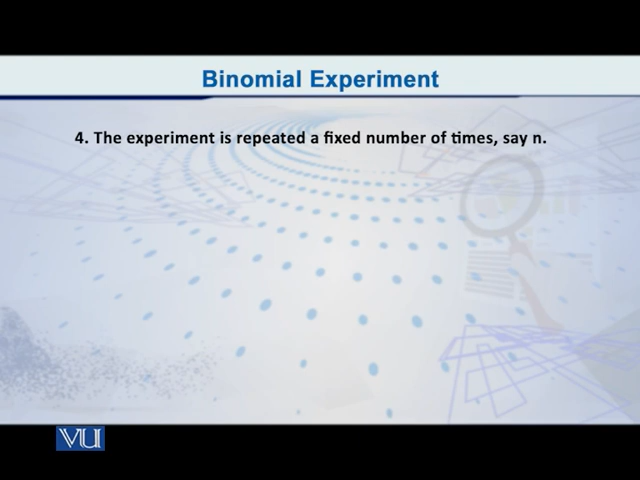 Binomial Experiment
4. The experiment is repeated a fixed number of times, say n.
VU